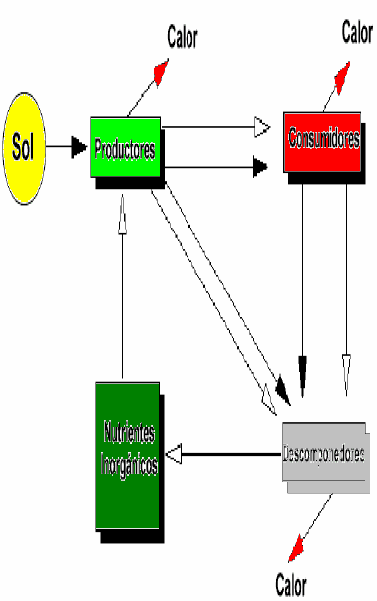 Calor
Calor
Sol
Productores
Consumidores
Nutrientes
Inorgánicos
Descomponedores
Calor